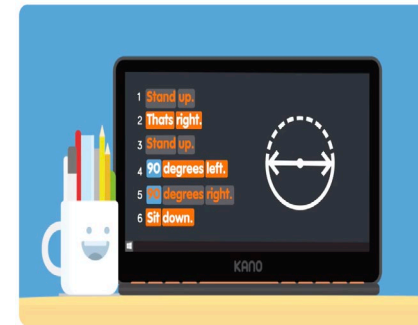 1 Stand up.
2 Thats right.
3 Stand up.
4 90 degrees left.
5 90 degrees right.
6 Sit down.
KANO